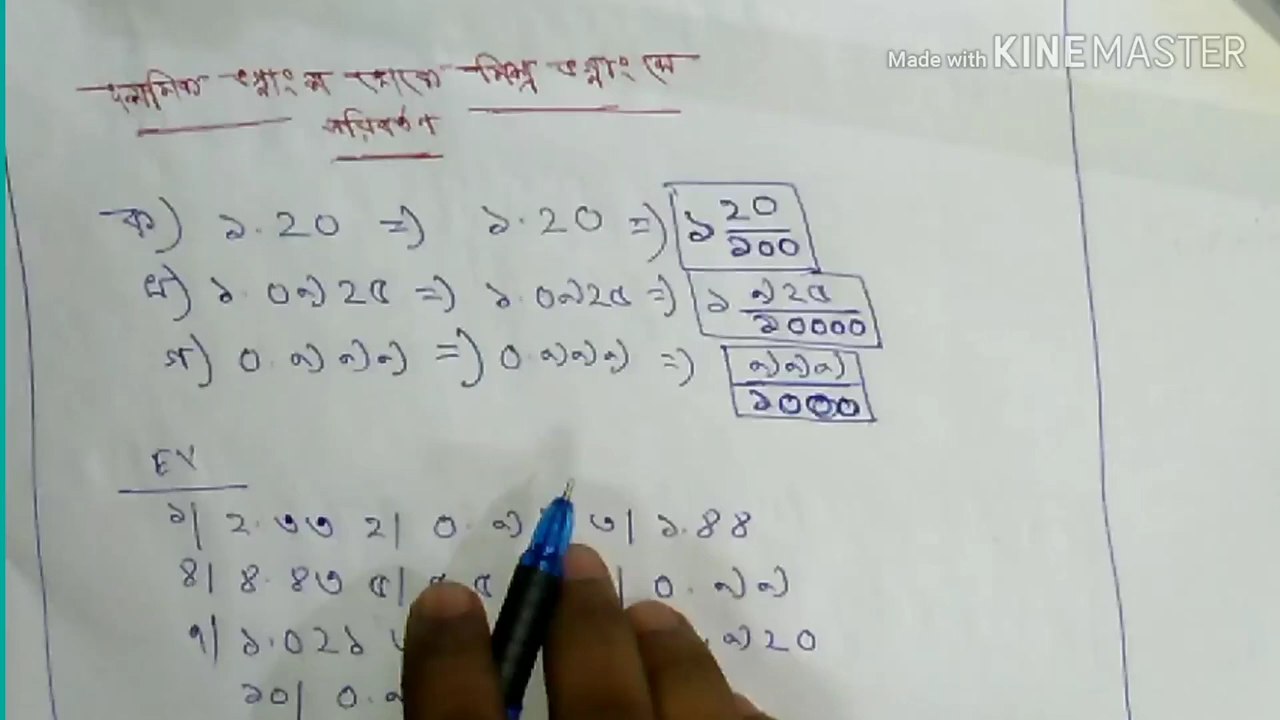 Made with KINEMASTER
দশমিক ভগ্নাংশ থেকে মিশ্র ভগ্নাংশে
পরিবর্তন
ক) ১.২০ => ১.২০ => ১ ২০/১০০
খ) ১.০৯২৫ => ১.০৯২৫ => ১ ৯২৫/১০০০০
গ) ০.৯৯৯ => ০.৯৯৯ => ৯৯৯/১০০০
EX
১| ২.৩৩ ২| ০.৯ ৩| ১.৪৪
৪| ৪.৪৩ ৫| | ০.৯৯
৭| ১.০২১ .৯২০
১০| ০.৯